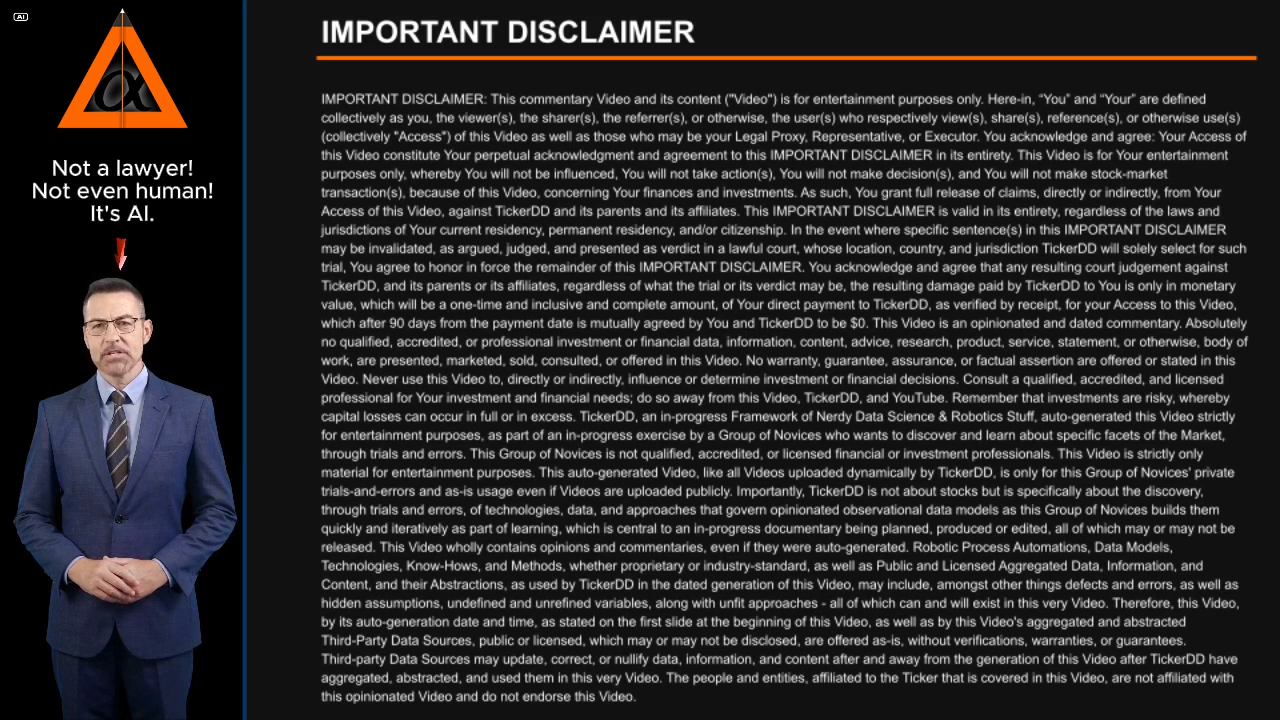 AI
α
Not a lawyer!
Not even human!
It's AI.
IMPORTANT DISCLAIMER
IMPORTANT DISCLAIMER: This commentary Video and its content ("Video") is for entertainment purposes only. Here-in, “You” and “Your” are defined
collectively as you, the viewer(s), the sharer(s), the referrer(s), or otherwise, the user(s) who respectively view(s), share(s), reference(s), or otherwise use(s)
(collectively "Access") of this Video as well as those who may be your Legal Proxy, Representative, or Executor. You acknowledge and agree: Your Access of
this Video constitute Your perpetual acknowledgment and agreement to this IMPORTANT DISCLAIMER in its entirety. This Video is for Your entertainment
purposes only, whereby You will not be influenced, You will not take action(s), You will not make decision(s), and You will not make stock-market
transaction(s), because of this Video, concerning Your finances and investments. As such, You grant full release of claims, directly or indirectly, from Your
Access of this Video, against TickerDD and its parents and its affiliates. This IMPORTANT DISCLAIMER is valid in its entirety, regardless of the laws and
jurisdictions of Your current residency, permanent residency, and/or citizenship. In the event where specific sentence(s) in this IMPORTANT DISCLAIMER
may be invalidated, as argued, judged, and presented as verdict in a lawful court, whose location, country, and jurisdiction TickerDD will solely select for such
trial, You agree to honor in force the remainder of this IMPORTANT DISCLAIMER. You acknowledge and agree that any resulting court judgement against
TickerDD, and its parents or its affiliates, regardless of what the trial or its verdict may be, the resulting damage paid by TickerDD to You is only in monetary
value, which will be a one-time and inclusive and complete amount, of Your direct payment to TickerDD, as verified by receipt, for your Access to this Video,
which after 90 days from the payment date is mutually agreed by You and TickerDD to be $0. This Video is an opinionated and dated commentary. Absolutely
no qualified, accredited, or professional investment or financial data, information, content, advice, research, product, service, statement, or otherwise, body of
work, are presented, marketed, sold, consulted, or offered in this Video. No warranty, guarantee, assurance, or factual assertion are offered or stated in this
Video. Never use this Video to, directly or indirectly, influence or determine investment or financial decisions. Consult a qualified, accredited, and licensed
professional for Your investment and financial needs; do so away from this Video, TickerDD, and YouTube. Remember that investments are risky, whereby
capital losses can occur in full or in excess. TickerDD, an in-progress Framework of Nerdy Data Science & Robotics Stuff, auto-generated this Video strictly
for entertainment purposes, as part of an in-progress exercise by a Group of Novices who wants to discover and learn about specific facets of the Market,
through trials and errors. This Group of Novices is not qualified, accredited, or licensed financial or investment professionals. This Video is strictly only
material for entertainment purposes. This auto-generated Video, like all Videos uploaded dynamically by TickerDD, is only for this Group of Novices' private
trials-and-errors and as-is usage even if Videos are uploaded publicly. Importantly, TickerDD is not about stocks but is specifically about the discovery,
through trials and errors, of technologies, data, and approaches that govern opinionated observational data models as this Group of Novices builds them
quickly and iteratively as part of learning, which is central to an in-progress documentary being planned, produced or edited, all of which may or may not be
released. This Video wholly contains opinions and commentaries, even if they were auto-generated. Robotic Process Automations, Data Models,
Technologies, Know-Hows, and Methods, whether proprietary or industry-standard, as well as Public and Licensed Aggregated Data, Information, and
Content, and their Abstractions, as used by TickerDD in the dated generation of this Video, may include, amongst other things defects and errors, as well as
hidden assumptions, undefined and unrefined variables, along with unfit approaches - all of which can and will exist in this very Video. Therefore, this Video,
by its auto-generation date and time, as stated on the first slide at the beginning of this Video, as well as by this Video's aggregated and abstracted
Third-Party Data Sources, public or licensed, which may or may not be disclosed, are offered as-is, without verifications, warranties, or guarantees.
Third-party Data Sources may update, correct, or nullify data, information, and content after and away from the generation of this Video after TickerDD have
aggregated, abstracted, and used them in this very Video. The people and entities, affiliated to the Ticker that is covered in this Video, are not affiliated with
this opinionated Video and do not endorse this Video.